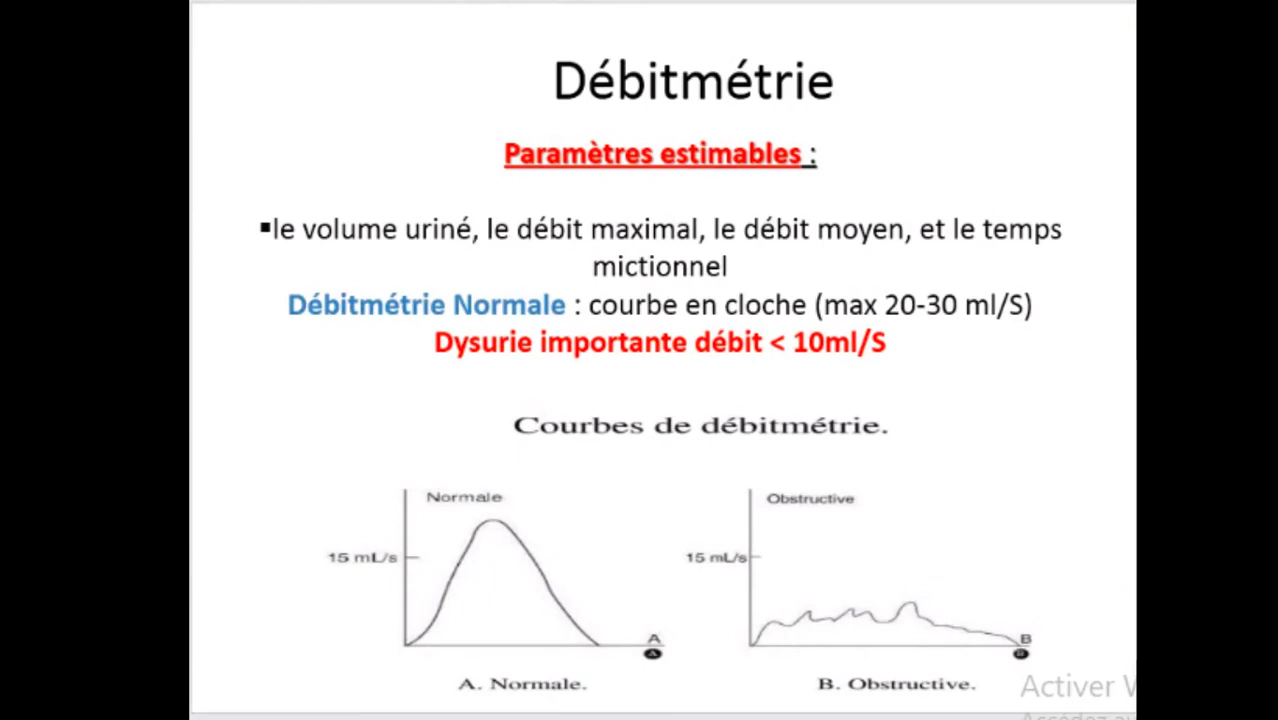 Débitmétrie
Paramètres estimables :
▪le volume uriné, le débit maximal, le débit moyen, et le temps
mictionnel
Débitmétrie Normale : courbe en cloche (max 20-30 ml/S)
Dysurie importante débit < 10ml/S
Courbes de débitmétrie.
Normale
15 mL/s
A
A
A. Normale.
Obstructive
15 mL/s
B
B
B. Obstructive.
Activer